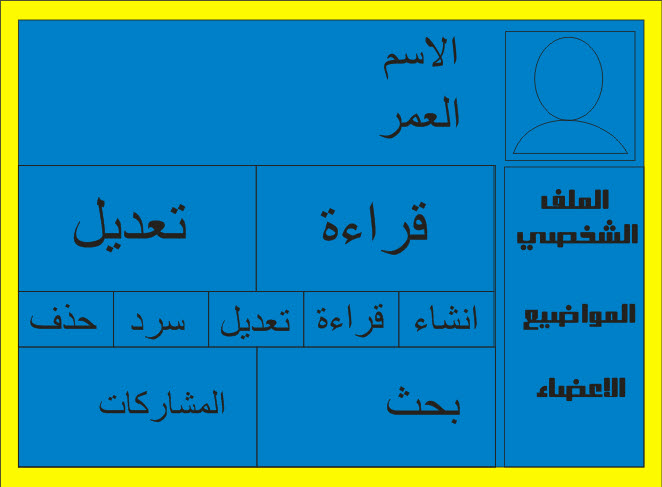 الاسم
العمر
الملف
الشخصي
قراءة
تعديل
المواضيع
انشاء
قراءة
تعديل
سرد
حذف
الاعضاء
بحث
المشاركات